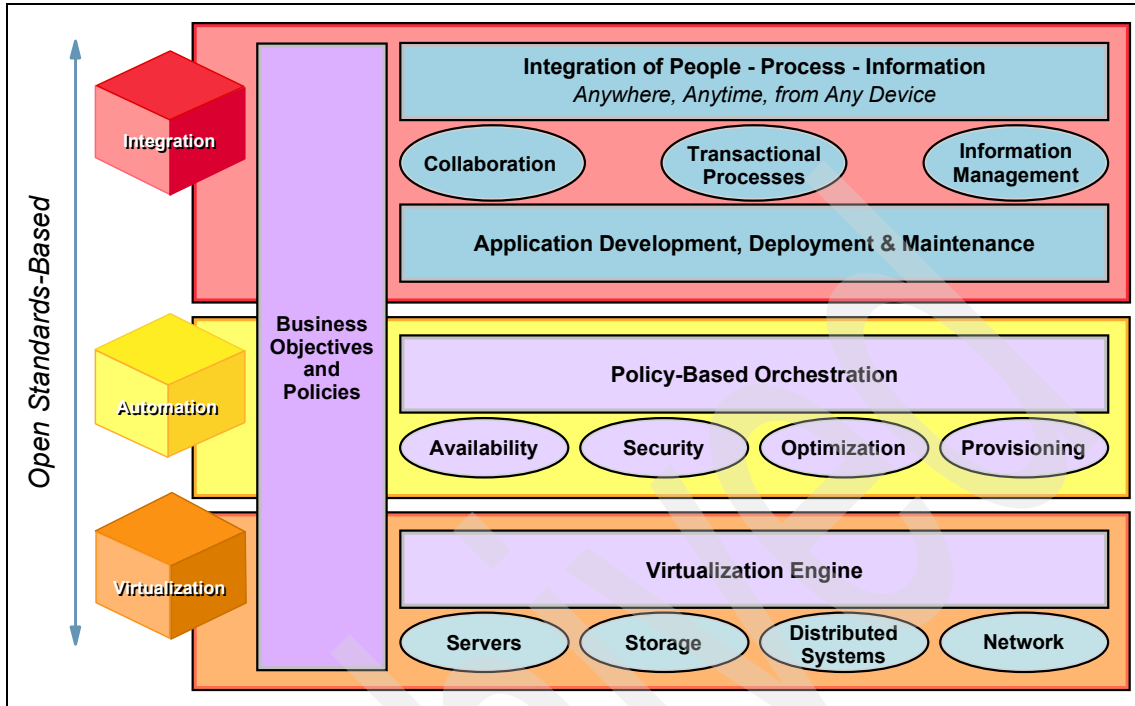 Open Standards-Based
Integration
Integration of People - Process - Information
Anywhere, Anytime, from Any Device
Collaboration
Transactional
Processes
Information
Management
Application Development, Deployment & Maintenance
Business
Objectives
and
Policies
Automation
Policy-Based Orchestration
Availability
Security
Optimization
Provisioning
Virtualization
Virtualization Engine
Servers
Storage
Distributed
Systems
Network